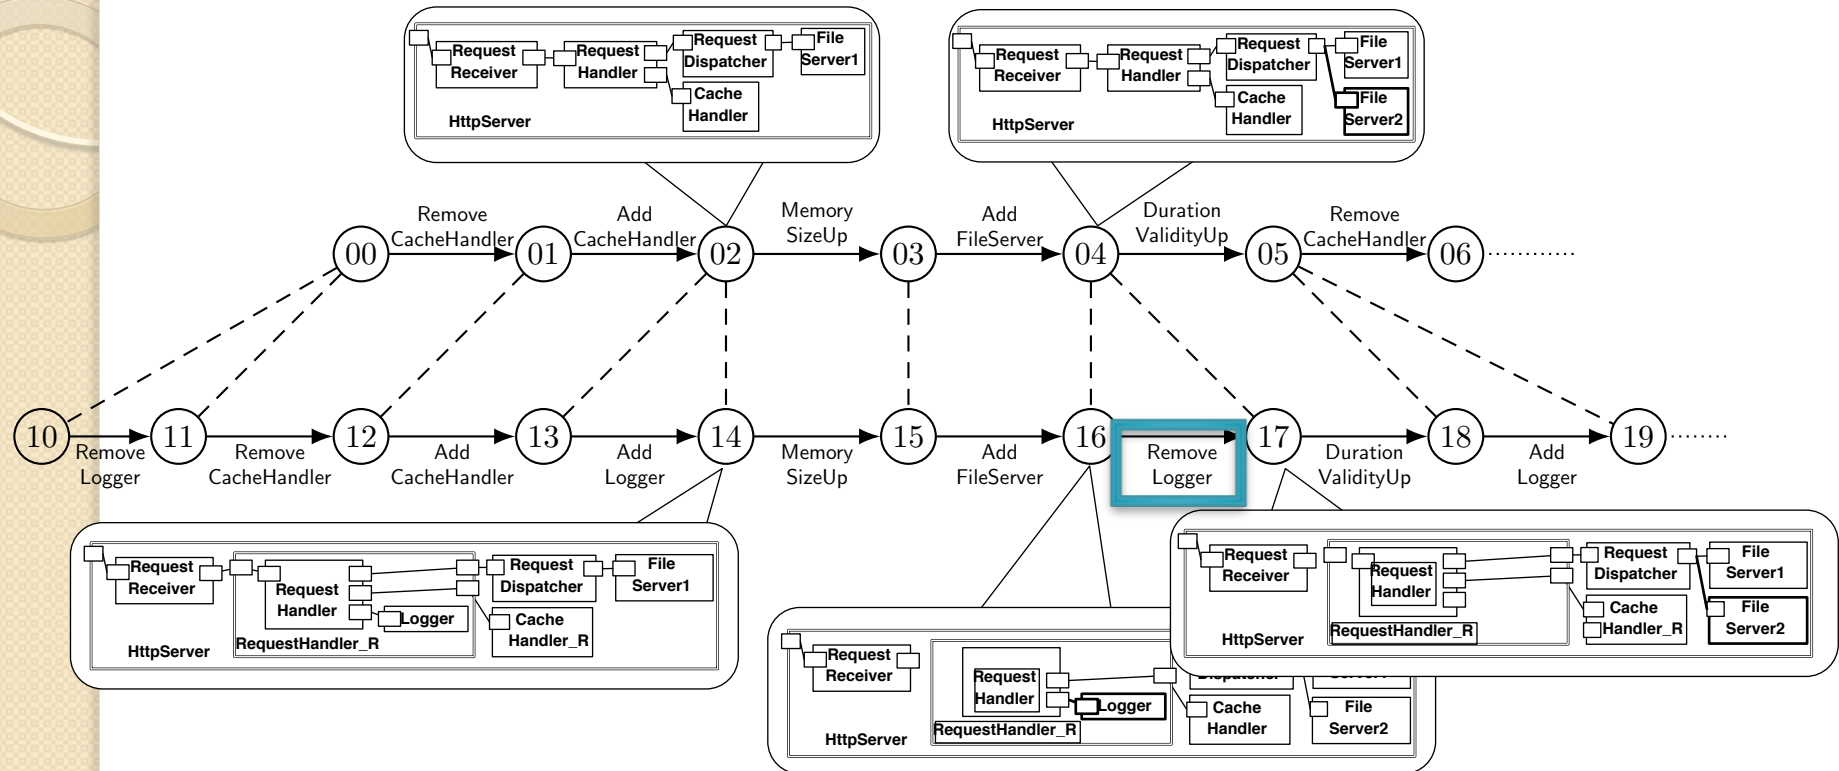 Request
Receiver
Request
Handler
Request
Dispatcher
File
Server1
Cache
Handler
HttpServer
Request
Receiver
Request
Handler
Request
Dispatcher
File
Server1
Cache
Handler
File
Server2
HttpServer
Remove
CacheHandler
Add
CacheHandler
Memory
SizeUp
Add
FileServer
Duration
ValidityUp
Remove
CacheHandler
00
01
02
03
04
05
06
............
10
11
12
13
14
15
16
17
18
19
........
Remove
Logger
Remove
CacheHandler
Add
CacheHandler
Add
Logger
Memory
SizeUp
Add
FileServer
Remove
Logger
Duration
ValidityUp
Add
Logger
Request
Receiver
Request
Handler
Logger
RequestHandler_R
Request
Dispatcher
File
Server1
Cache
Handler_R
HttpServer
Request
Receiver
Request
Handler
RequestHandler_R
Request
Dispatcher
File
Server1
Cache
Handler_R
File
Server2
HttpServer
Request
Receiver
Request
Handler
Logger
RequestHandler_R
Cache
Handler
File
Server2
HttpServer